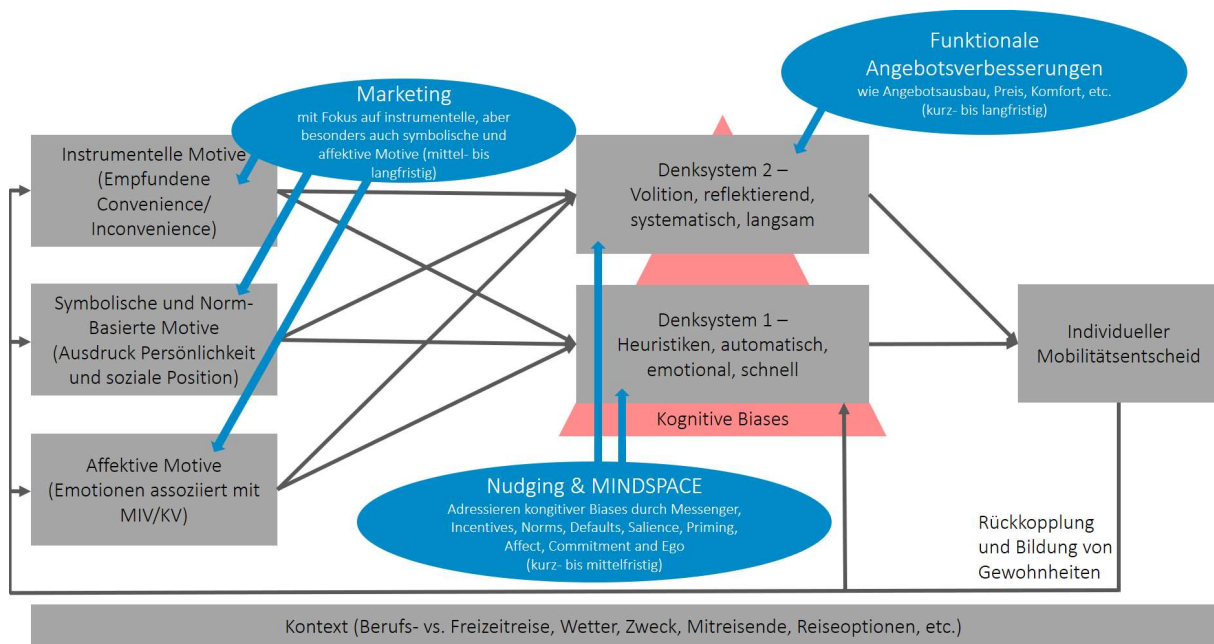 Funktionale
Angebotsverbesserungen
wie Angebotsausbau, Preis, Komfort, etc.
(kurz- bis langfristig)
Marketing
mit Fokus auf instrumentelle, aber
besonders auch symbolische und
affektive Motive (mittel- bis
langfristig)
Instrumentelle Motive
(Empfundene
Convenience/
Inconvenience)
Denksystem 2 –
Volition, reflektierend,
systematisch, langsam
Symbolische und Norm-
Basierte Motive
(Ausdruck Persönlichkeit
und soziale Position)
Denksystem 1 –
Heuristiken, automatisch,
emotional, schnell
Individueller
Mobilitätsentscheid
Kognitive Biases
Affektive Motive
(Emotionen assoziiert mit
MIV/KV)
Nudging & MINDSPACE
Adressieren kongitiver Biases durch Messenger,
Incentives, Norms, Defaults, Salience, Priming,
Affect, Commitment and Ego
(kurz- bis mittelfristig)
Rückkopplung
und Bildung von
Gewohnheiten
Kontext (Berufs- vs. Freizeitreise, Wetter, Zweck, Mitreisende, Reiseoptionen, etc.)